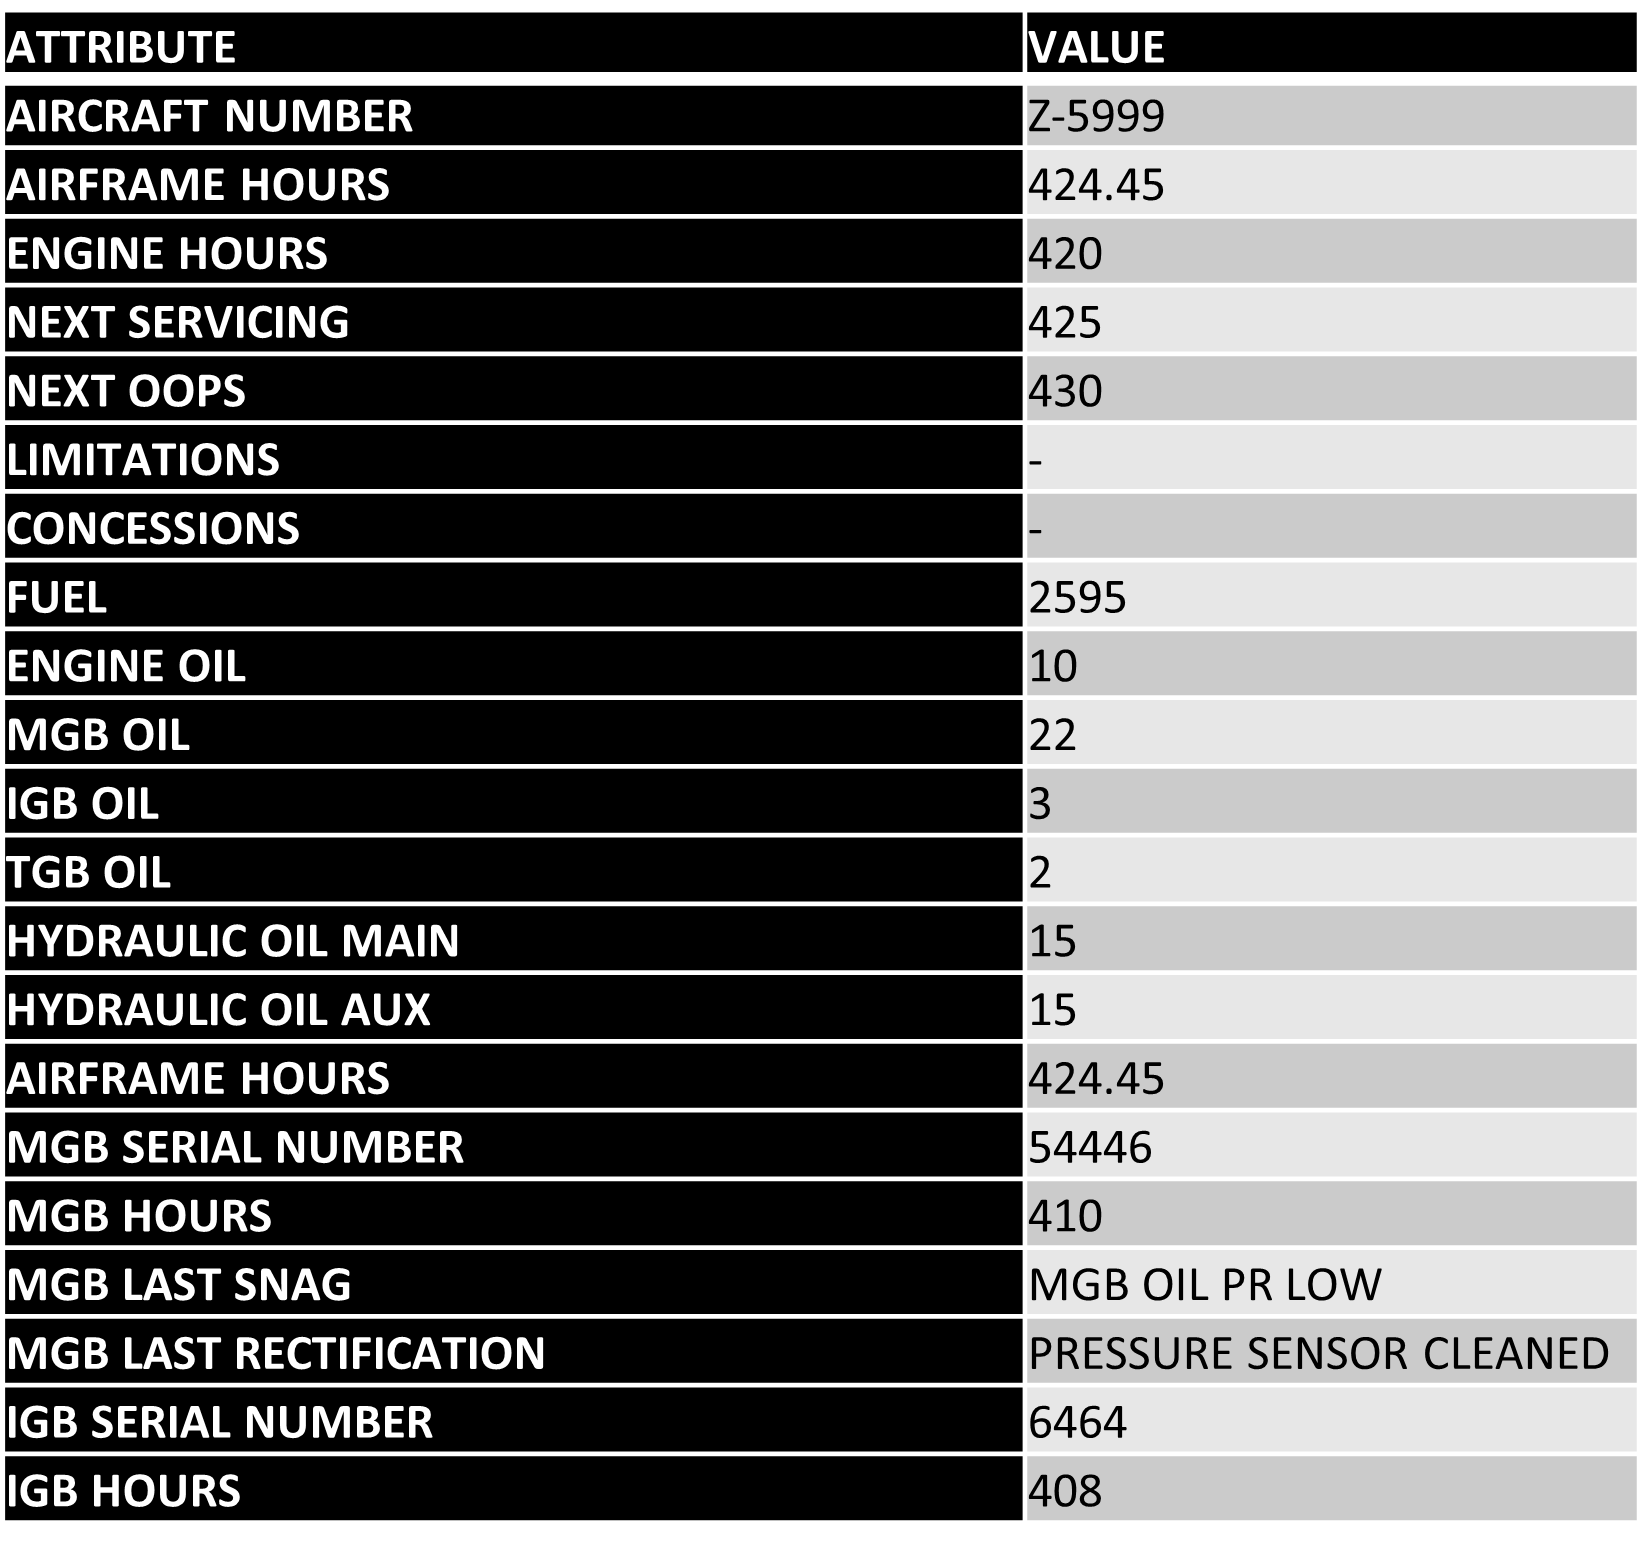 ATTRIBUTE VALUE
AIRCRAFT NUMBER Z-5999
AIRFRAME HOURS 424.45
ENGINE HOURS 420
NEXT SERVICING 425
NEXT OOPS 430
LIMITATIONS -
CONCESSIONS -
FUEL 2595
ENGINE OIL 10
MGB OIL 22
IGB OIL 3
TGB OIL 2
HYDRAULIC OIL MAIN 15
HYDRAULIC OIL AUX 15
AIRFRAME HOURS 424.45
MGB SERIAL NUMBER 54446
MGB HOURS 410
MGB LAST SNAG MGB OIL PR LOW
MGB LAST RECTIFICATION PRESSURE SENSOR CLEANED
IGB SERIAL NUMBER 6464
IGB HOURS 408